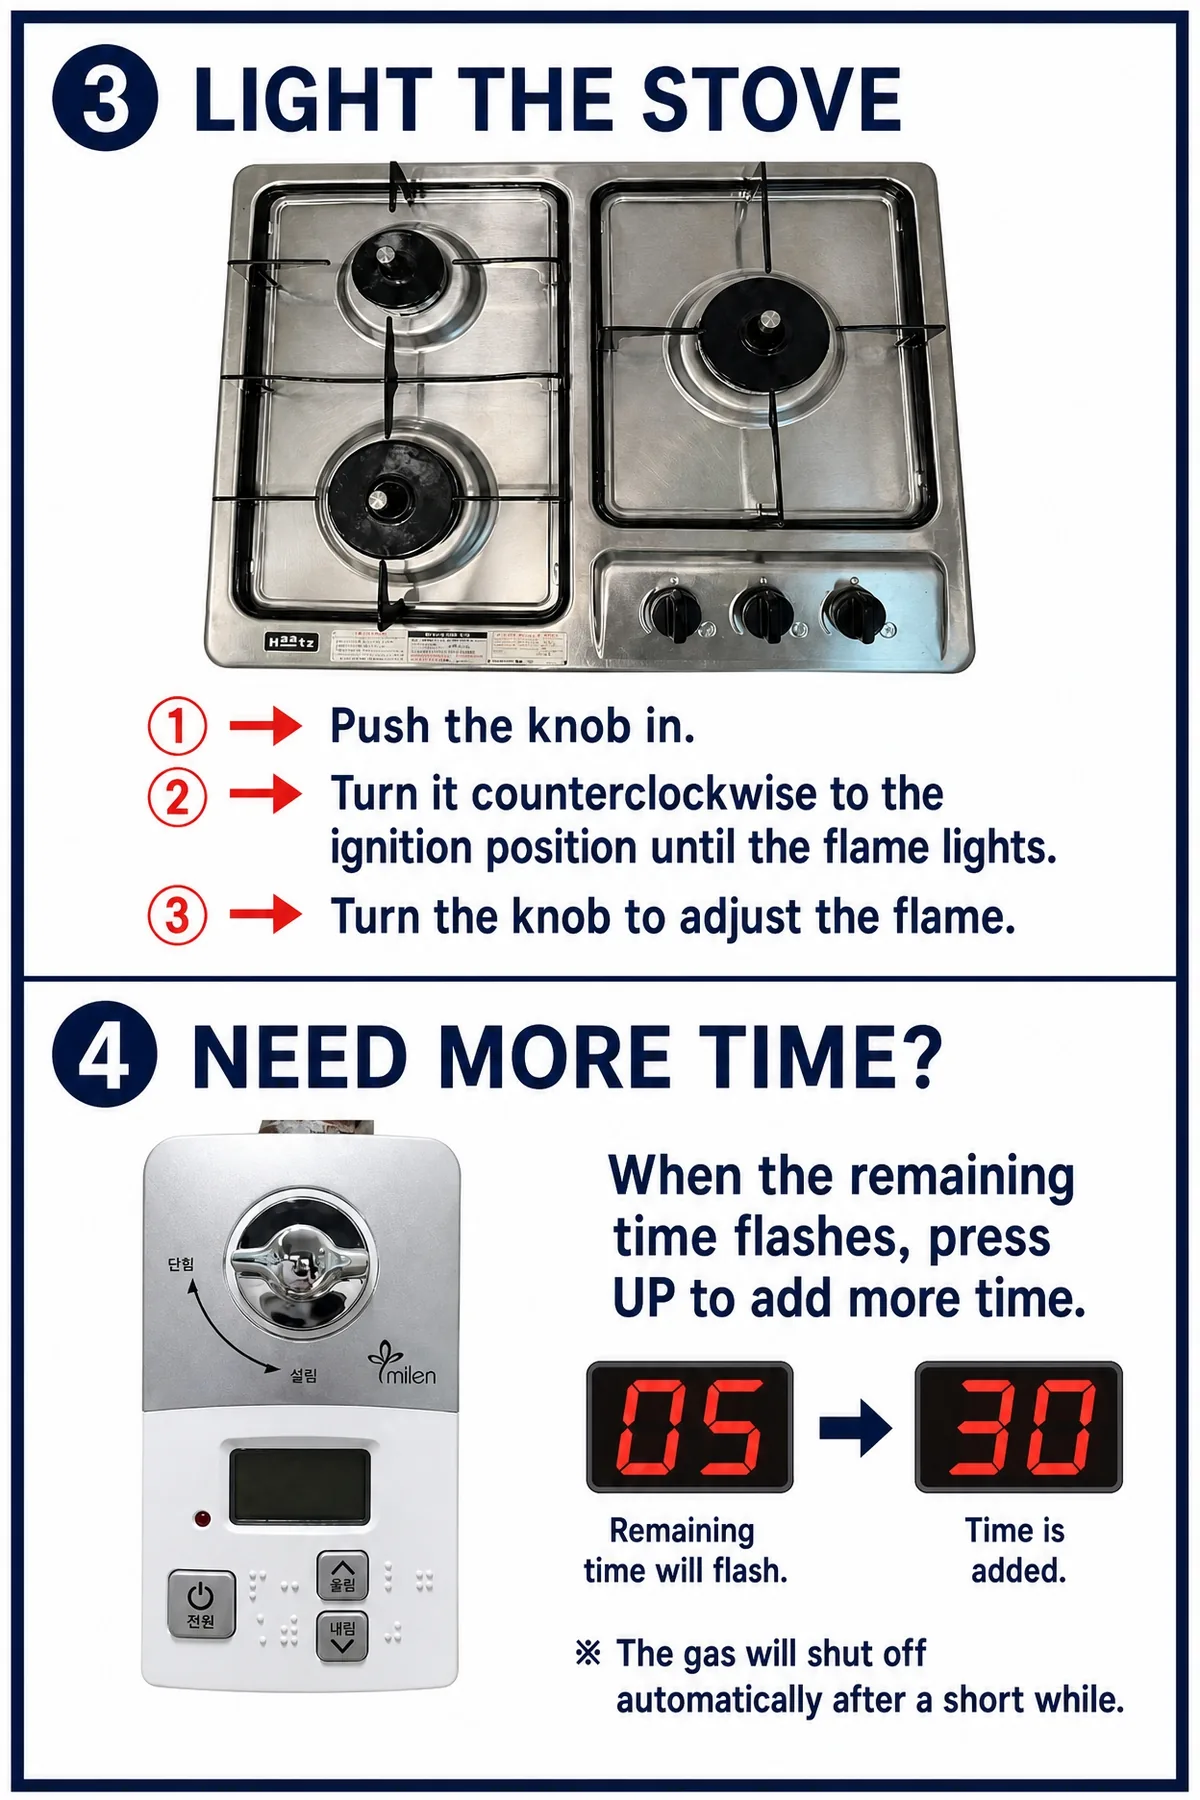 3 LIGHT THE STOVE
Haatz
1 → Push the knob in.
2 → Turn it counterclockwise to the
ignition position until the flame lights.
3 → Turn the knob to adjust the flame.
4 NEED MORE TIME?
When the remaining
time flashes, press
UP to add more time.
단힘
설림
milen
05 → 30
Remaining
time will flash.
Time is
added.
울림
전원
내림
※ The gas will shut off
automatically after a short while.